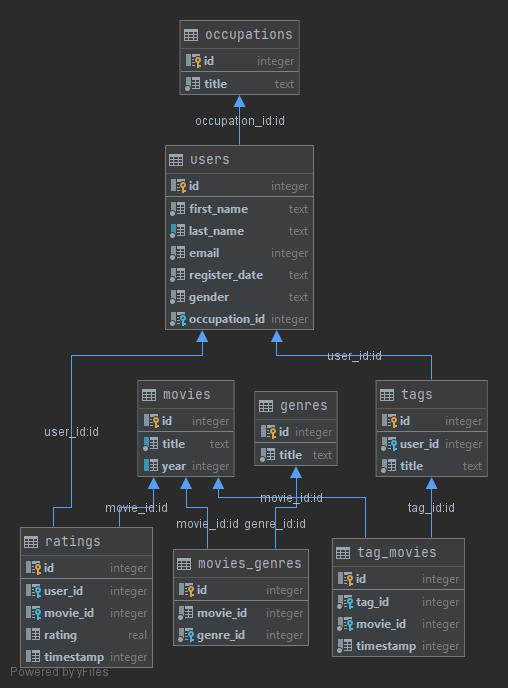 occupations
id integer
title text
occupation_id:id
users
id integer
first_name text
last_name text
email integer
register_date text
gender text
occupation_id integer
user_id:id
user_id:id
movies
id integer
title text
year integer
genres
id integer
title text
tags
id integer
user_id integer
title text
movie_id:id
movie_id:id
genre_id:id
movie_id:id
tag_id:id
ratings
id integer
user_id integer
movie_id integer
rating real
timestamp integer
movies_genres
id integer
movie_id integer
genre_id integer
tag_movies
id integer
tag_id integer
movie_id integer
timestamp integer
Powered by yFiles